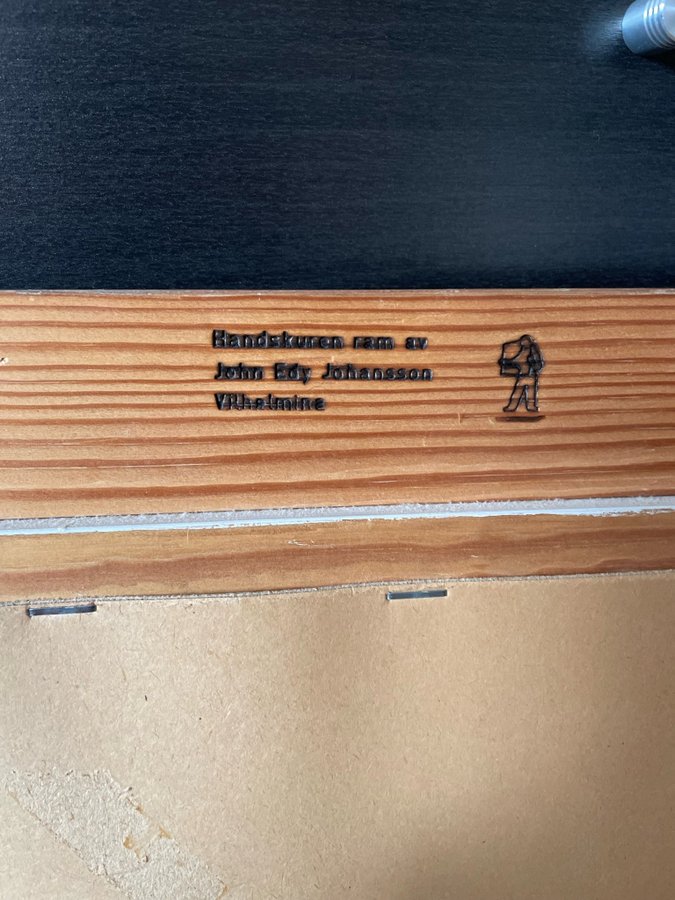 Handskuren ram av
John Edy Johansson
Vilhelmina